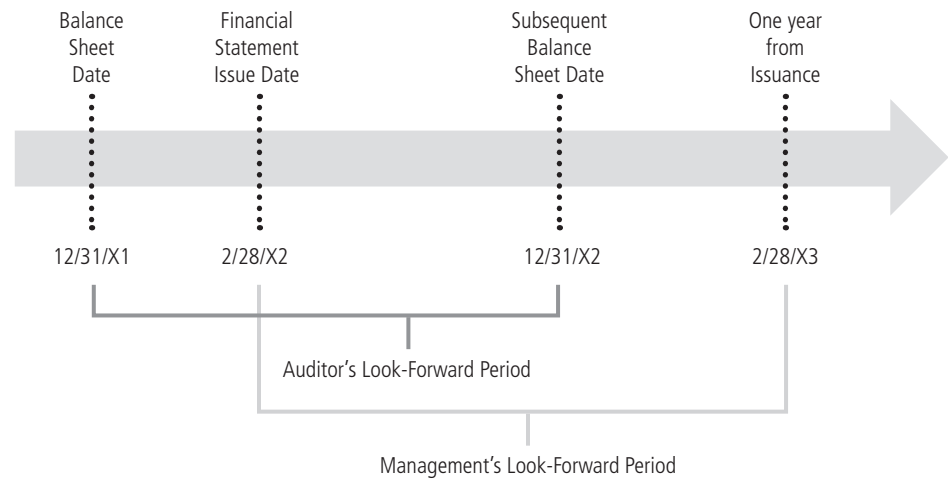 Balance
Sheet
Date
Financial
Statement
Issue Date
Subsequent
Balance
Sheet Date
One year
from
Issuance
12/31/X1
2/28/X2
12/31/X2
2/28/X3
Auditor's Look-Forward Period
Management's Look-Forward Period